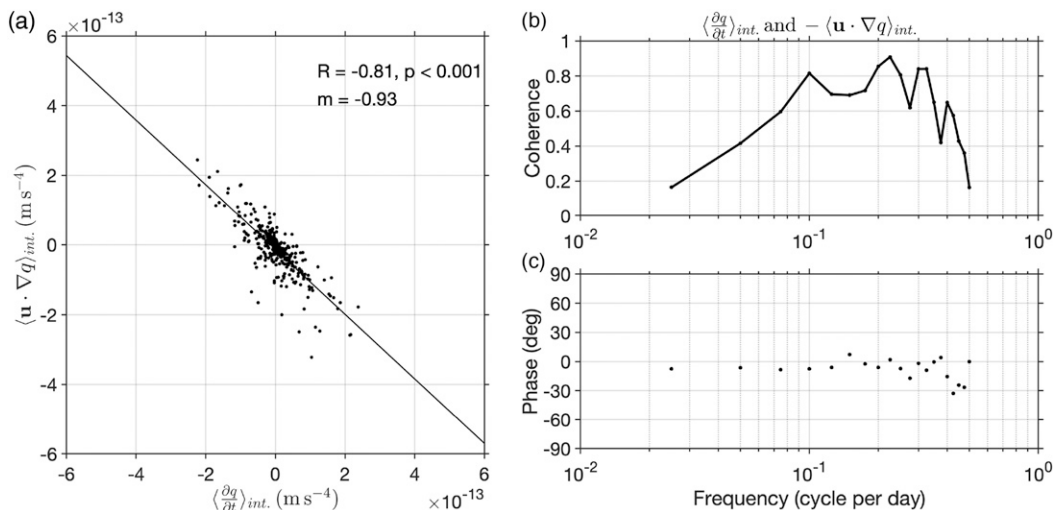 (a)
×10⁻¹³
6
4
2
0
-2
-4
-6
⟨u · ∇q⟩int. (m s⁻⁴)
R = -0.81, p < 0.001
m = -0.93
-6 -4 -2 0 2 4 6
⟨∂q/∂t⟩int. (m s⁻⁴) ×10⁻¹³
(b) ⟨∂q/∂t⟩int. and − ⟨u · ∇q⟩int.
1
0.8
0.6
0.4
0.2
0
Coherence
10⁻² 10⁻¹ 10⁰
(c)
90
60
30
0
-30
-60
-90
Phase (deg)
10⁻² 10⁻¹ 10⁰
Frequency (cycle per day)